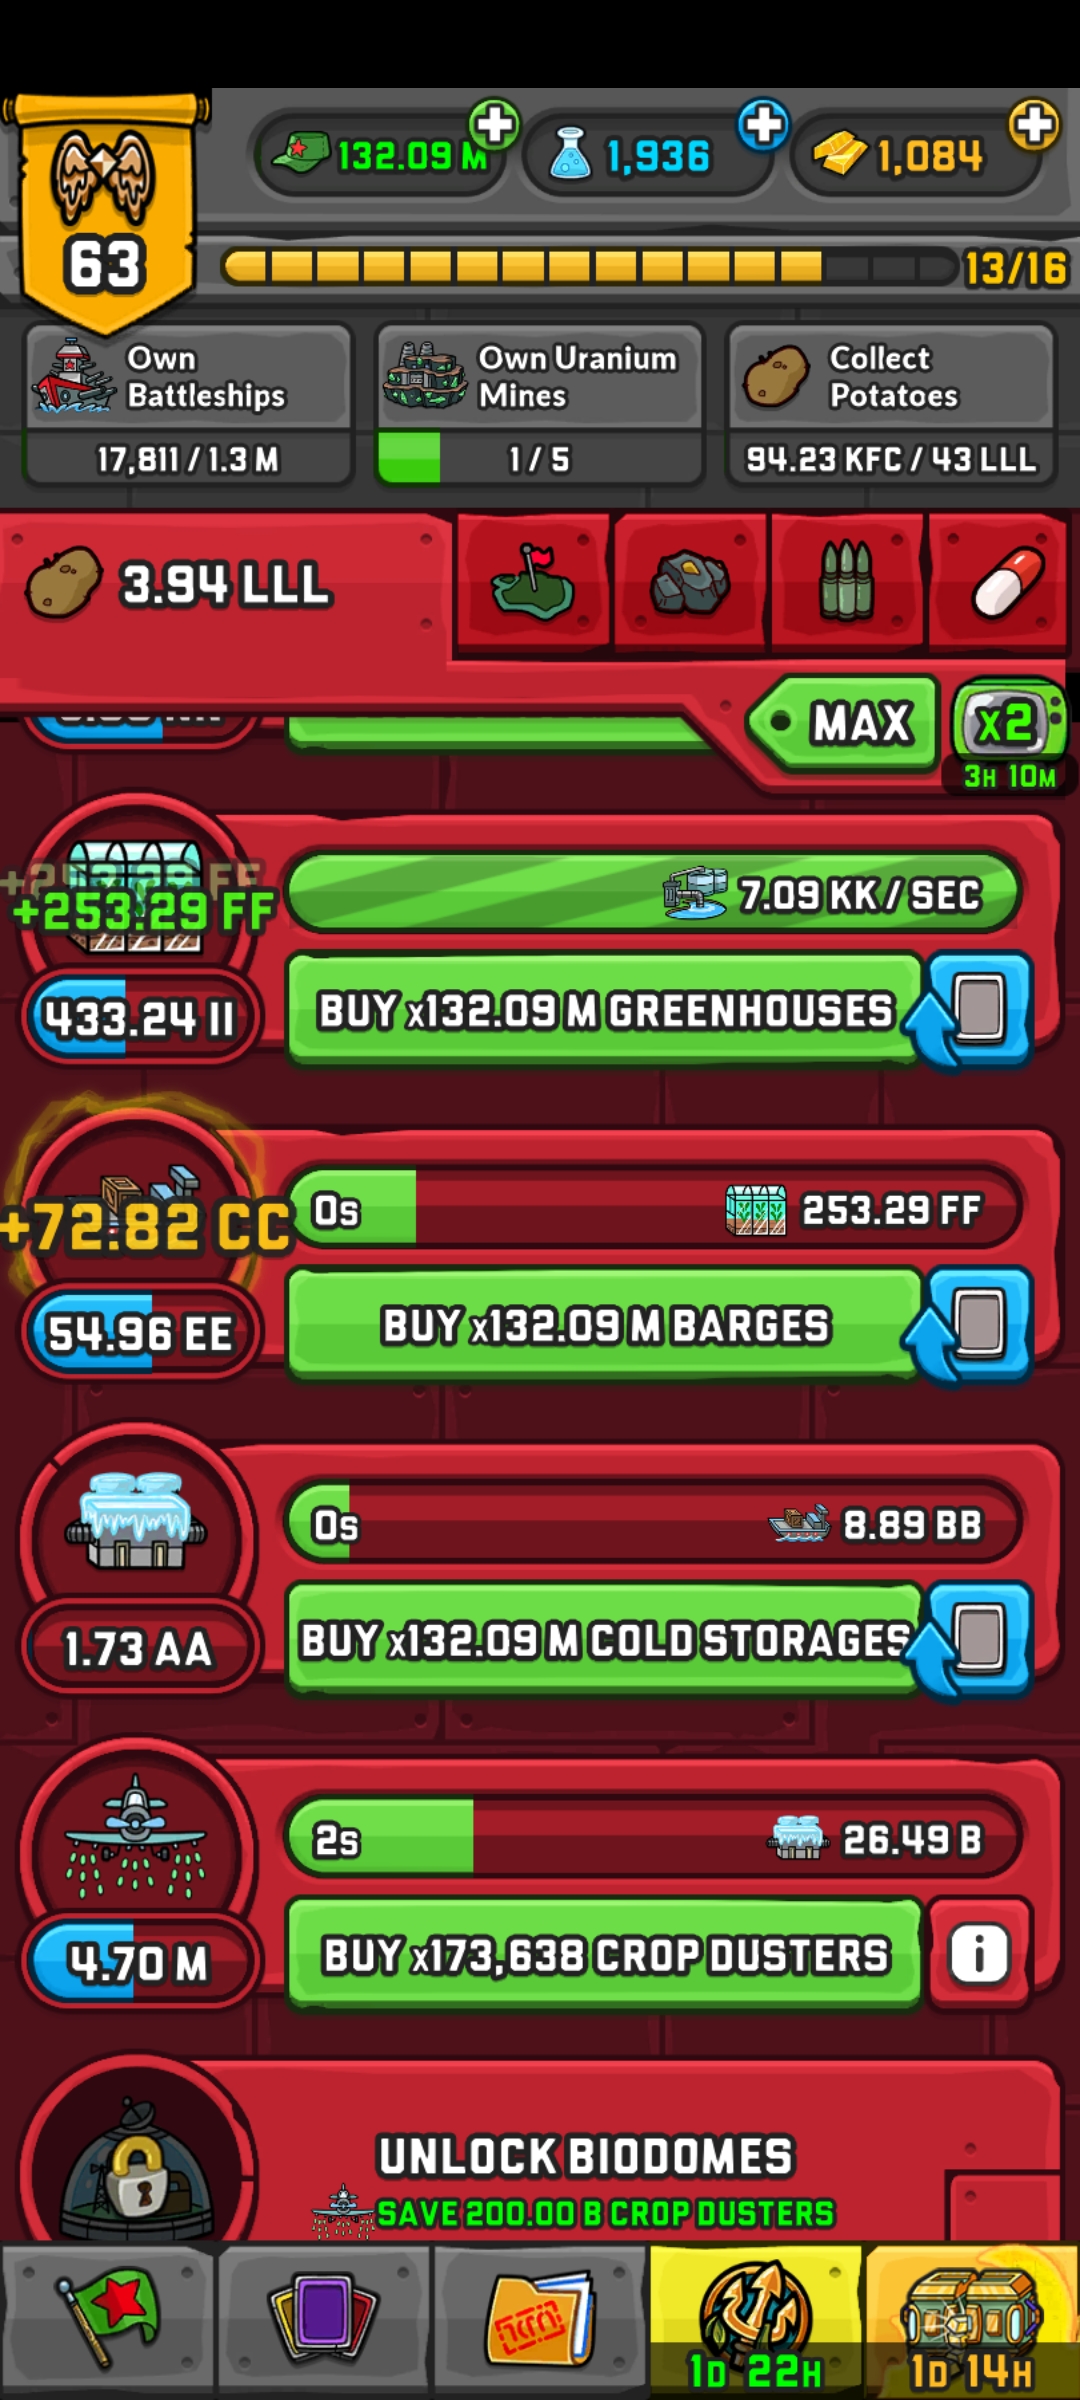 132.09 M
1,936
1,084
63
13/16
Own Battleships
17,811 / 1.3 M
Own Uranium Mines
1 / 5
Collect Potatoes
94.23 KFC / 43 LLL
3.94 LLL
MAX
x2
3H 10M
+253.29 FF
+253.29 FF
7.09 KK / SEC
433.24 II
BUY x132.09 M GREENHOUSES
+72.82 CC
0s
253.29 FF
54.96 EE
BUY x132.09 M BARGES
0s
8.89 BB
1.73 AA
BUY x132.09 M COLD STORAGES
2s
26.49 B
4.70 M
BUY x173,638 CROP DUSTERS
i
UNLOCK BIODOMES
SAVE 200.00 B CROP DUSTERS
1D 22H
1D 14H